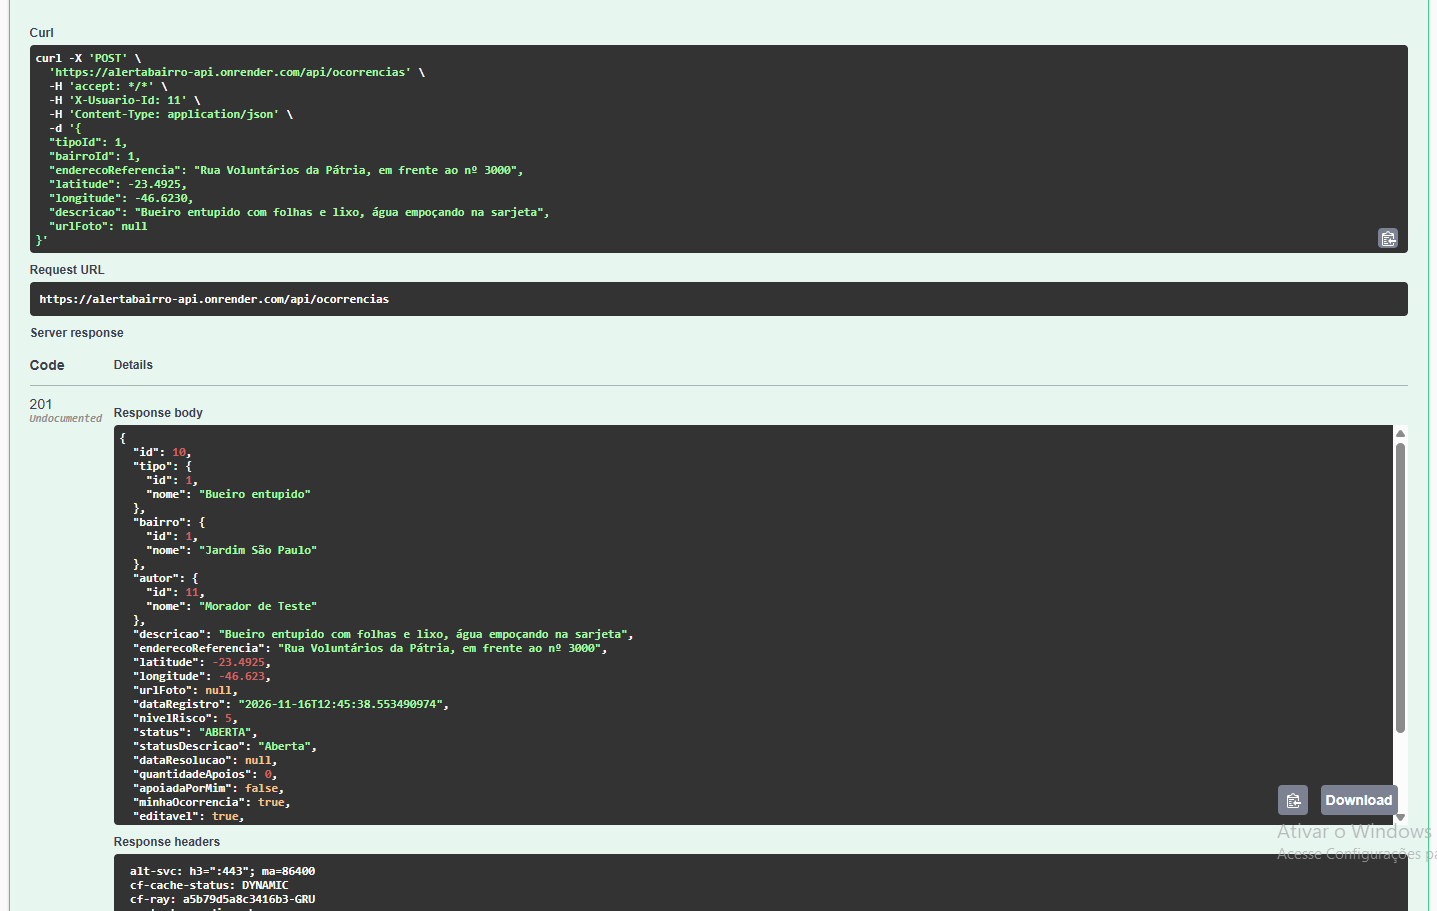 Curl
curl -X 'POST' \
'https://alertabairro-api.onrender.com/api/ocorrencias' \
-H 'accept: */*' \
-H 'X-Usuario-Id: 11' \
-H 'Content-Type: application/json' \
-d '{
"tipoId": 1,
"bairroId": 1,
"enderecoReferencia": "Rua Voluntários da Pátria, em frente ao nº 3000",
"latitude": -23.4925,
"longitude": -46.6230,
"descricao": "Bueiro entupido com folhas e lixo, água empoçando na sarjeta",
"urlFoto": null
}'
Request URL
https://alertabairro-api.onrender.com/api/ocorrencias
Server response
Code Details
201
Undocumented
Response body
{
"id": 10,
"tipo": {
"id": 1,
"nome": "Bueiro entupido"
},
"bairro": {
"id": 1,
"nome": "Jardim São Paulo"
},
"autor": {
"id": 11,
"nome": "Morador de Teste"
},
"descricao": "Bueiro entupido com folhas e lixo, água empoçando na sarjeta",
"enderecoReferencia": "Rua Voluntários da Pátria, em frente ao nº 3000",
"latitude": -23.4925,
"longitude": -46.623,
"urlFoto": null,
"dataRegistro": "2026-11-16T12:45:38.553490974",
"nivelRisco": 5,
"status": "ABERTA",
"statusDescricao": "Aberta",
"dataResolucao": null,
"quantidadeApoios": 0,
"apoiadaPorMim": false,
"minhaOcorrencia": true,
"editavel": true,
Download
Ativar o Windows
Acesse Configurações pa
Response headers
alt-svc: h3=":443"; ma=86400
cf-cache-status: DYNAMIC
cf-ray: a5b79d5a8c3416b3-GRU